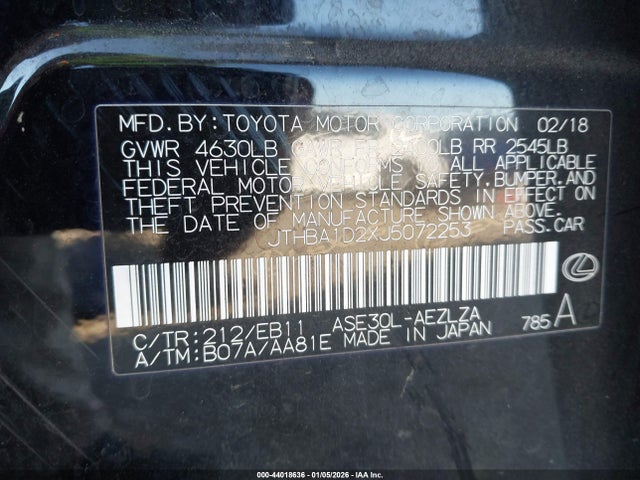 MFD. BY: TOYOTA MOTOR CORPORATION 02/18
GVWR 4630LB RR 2545LB
THIS VEHICLE CONFORMS ALL APPLICABLE
FEDERAL MOTOR VEHICLE SAFETY, BUMPER, AND
THEFT PREVENTION STANDARDS IN EFFECT ON
THE DATE OF MANUFACTURE SHOWN ABOVE.
JTHBA1D2XJ5072253 PASS. CAR
C/TR: 212/EB11 ASE30L-AEZLZA
A/TM: B07A/AA81E MADE IN JAPAN 785 A
000-44018636 - 01/05/2026 - IAA Inc.